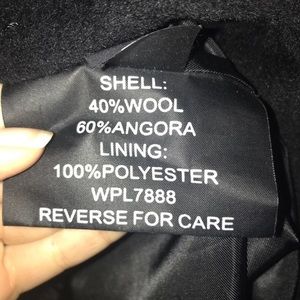 SHELL:
40%WOOL
60%ANGORA
LINING:
100%POLYESTER
WPL7888
REVERSE FOR CARE